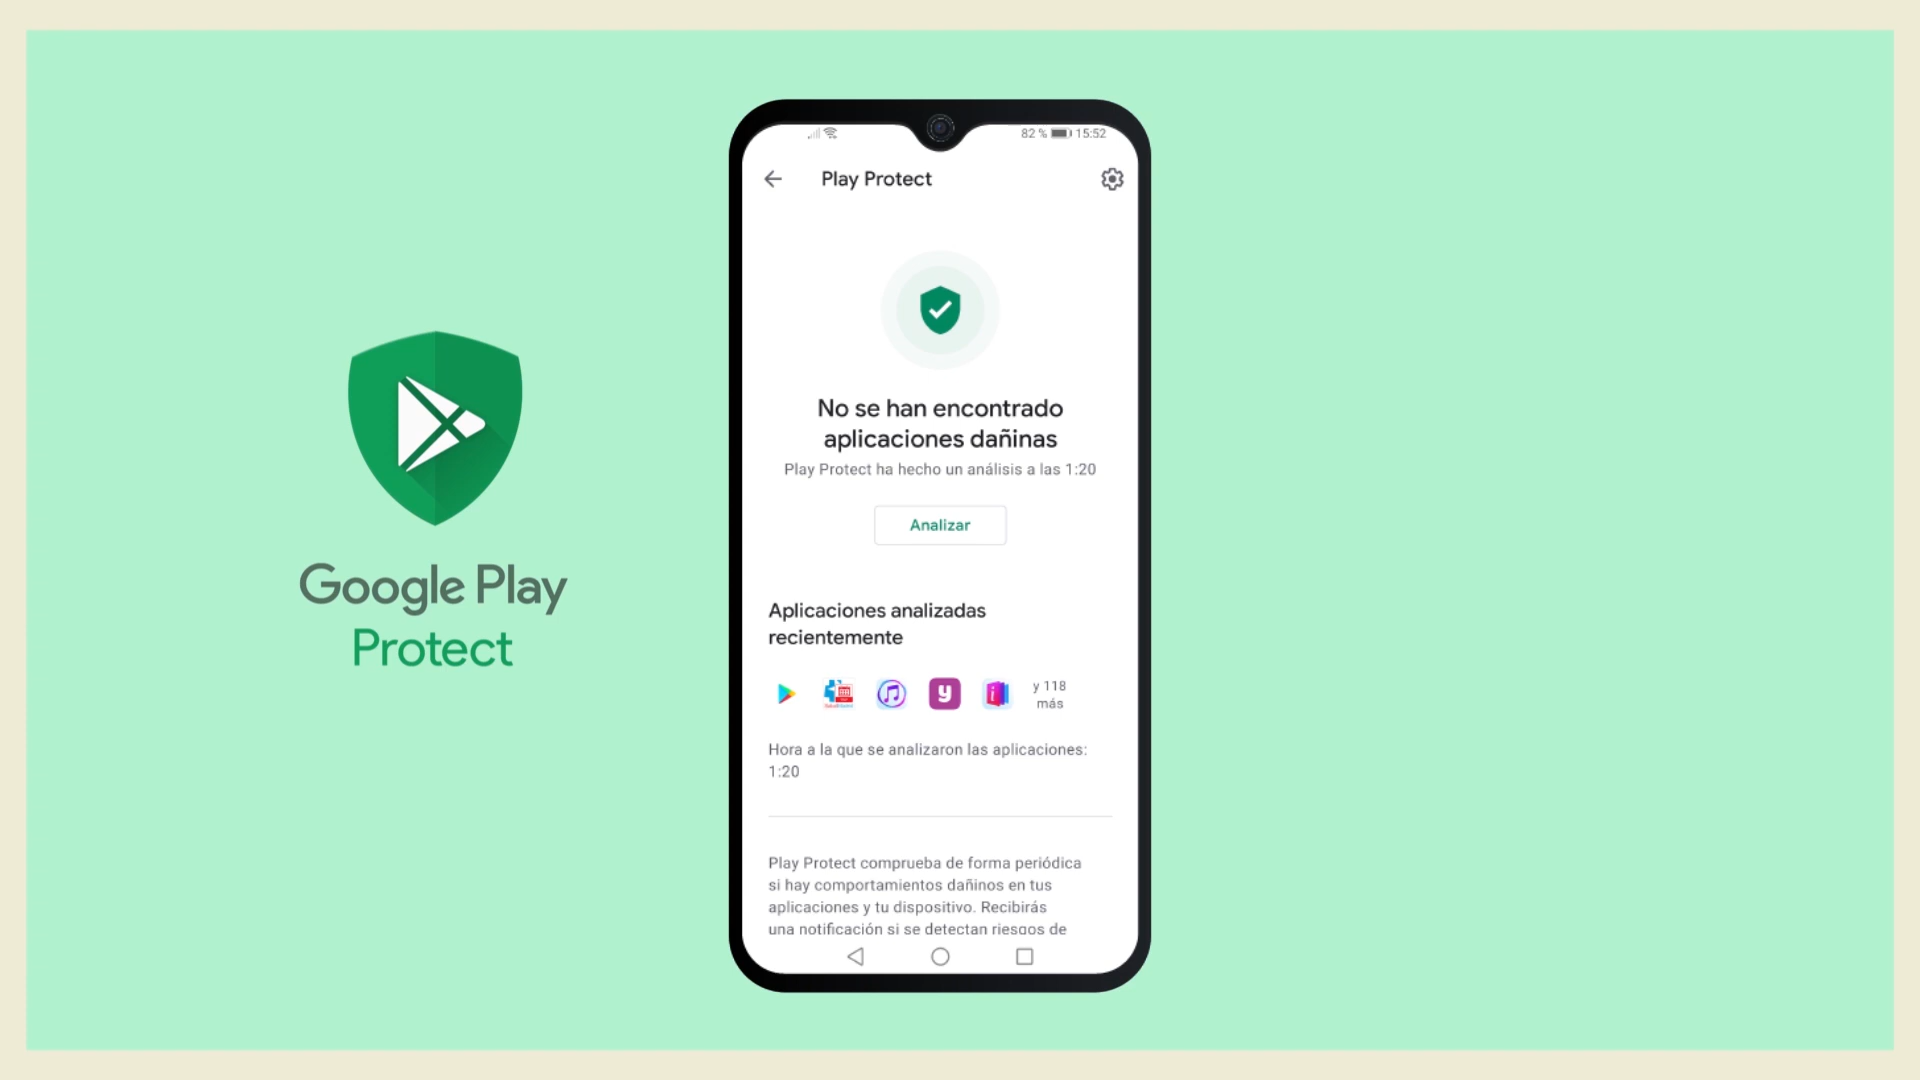 Google Play
Protect
82 % 15:52
Play Protect
No se han encontrado
aplicaciones dañinas
Play Protect ha hecho un análisis a las 1:20
Analizar
Aplicaciones analizadas
recientemente
y 118
más
Hora a la que se analizaron las aplicaciones:
1:20
Play Protect comprueba de forma periódica
si hay comportamientos dañinos en tus
aplicaciones y tu dispositivo. Recibirás
una notificación si se detectan riesgos de